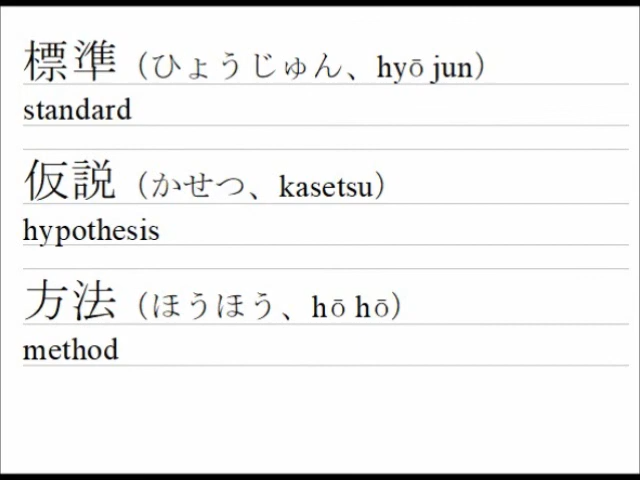 標準（ひょうじゅん、hyō jun）
standard
仮説（かせつ、kasetsu）
hypothesis
方法（ほうほう、hō hō）
method